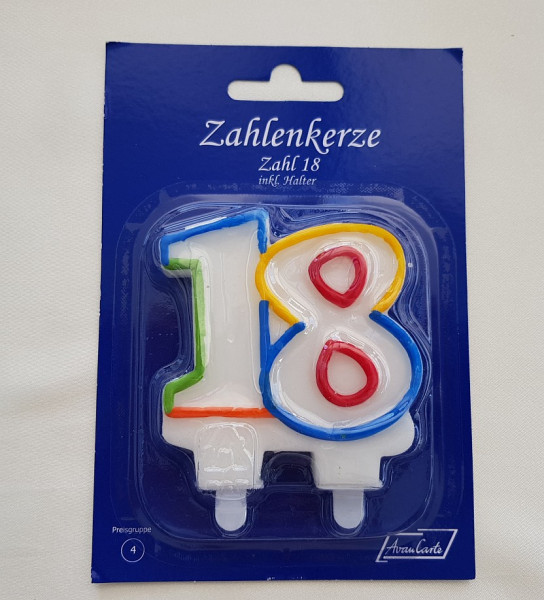 Zahlenkerze
Zahl 18
inkl. Halter
18
Preisgruppe
4
AvanCarte